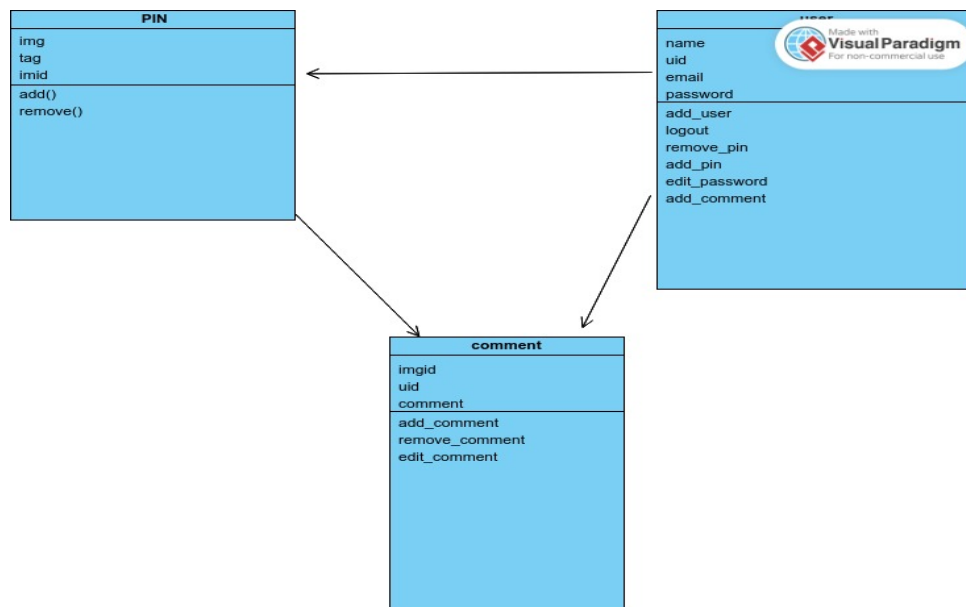 PIN
img
tag
imid
add()
remove()
user
Made with
Visual Paradigm
For non-commercial use
name
uid
email
password
add_user
logout
remove_pin
add_pin
edit_password
add_comment
comment
imgid
uid
comment
add_comment
remove_comment
edit_comment